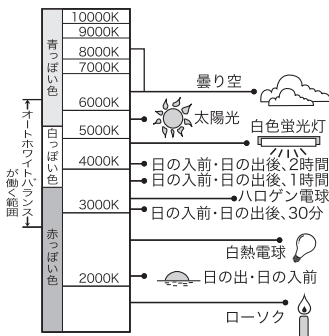 10000K
9000K
8000K
7000K
6000K
5000K
4000K
3000K
2000K
青っぽい色
白っぽい色
赤っぽい色
オートホワイトバランスが働く範囲
曇り空
太陽光
白色蛍光灯
日の入前・日の出後、2時間
日の入前・日の出後、1時間
ハロゲン電球
日の入前・日の出後、30分
白熱電球
日の出・日の入前
ローソク